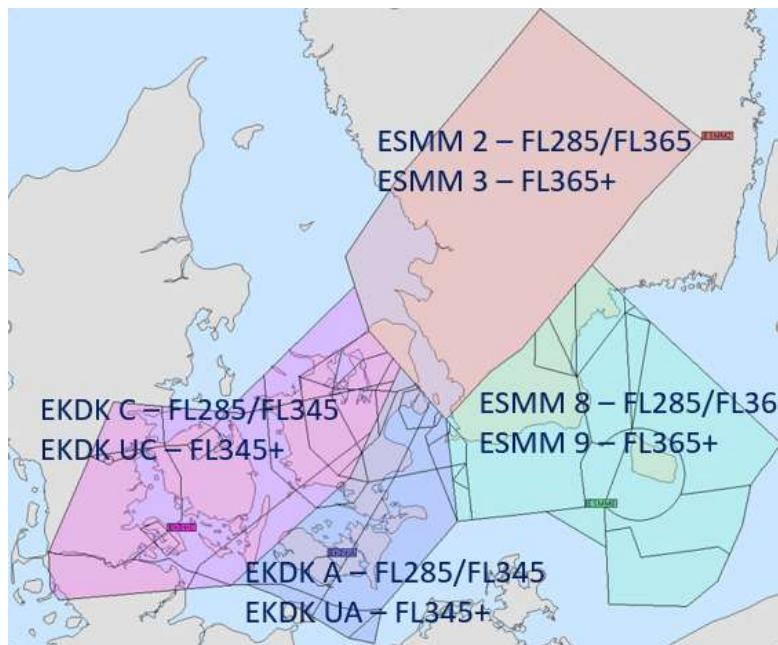 ESMM2
ESMM 2 – FL285/FL365
ESMM 3 – FL365+
EKDK C – FL285/FL345
EKDK UC – FL345+
ESMM 8 – FL285/FL36
ESMM 9 – FL365+
EKDK A – FL285/FL345
EKDK UA – FL345+